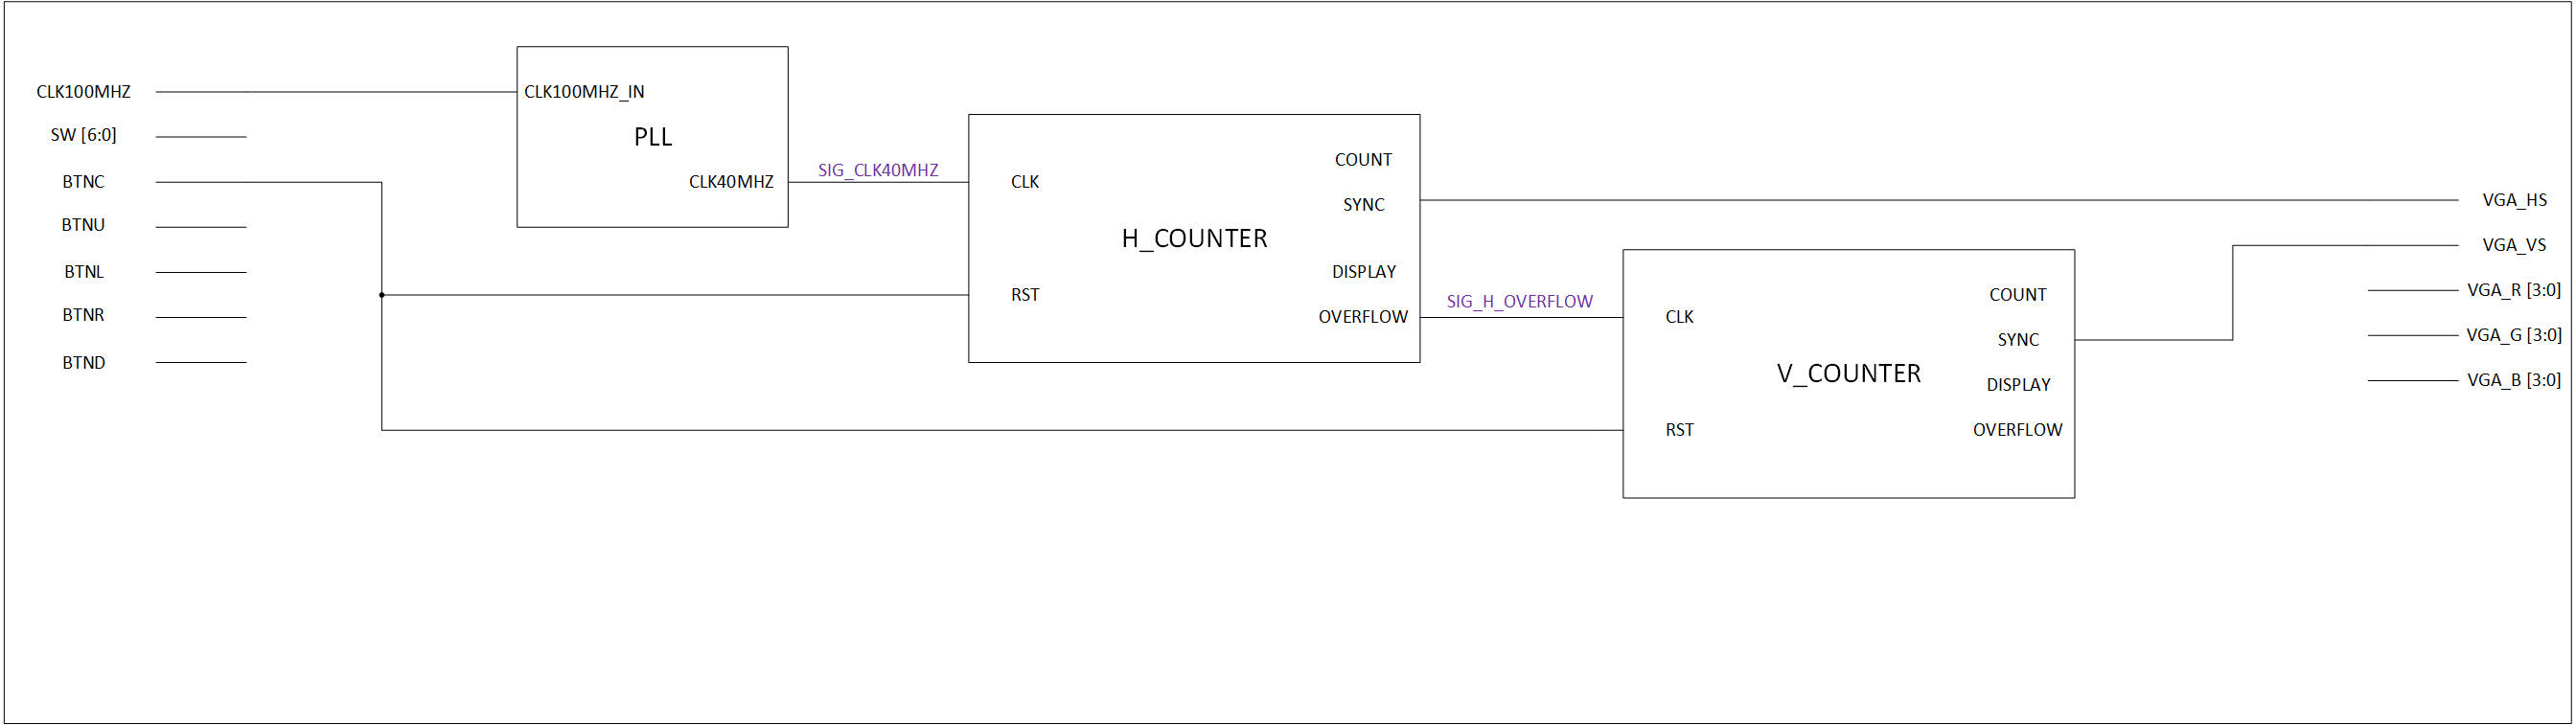 CLK100MHZ
SW [6:0]
BTNC
BTNU
BTNL
BTNR
BTND
CLK100MHZ_IN
PLL
CLK40MHZ
SIG_CLK40MHZ
CLK
RST
H_COUNTER
COUNT
SYNC
DISPLAY
OVERFLOW
SIG_H_OVERFLOW
CLK
RST
V_COUNTER
COUNT
SYNC
DISPLAY
OVERFLOW
VGA_HS
VGA_VS
VGA_R [3:0]
VGA_G [3:0]
VGA_B [3:0]